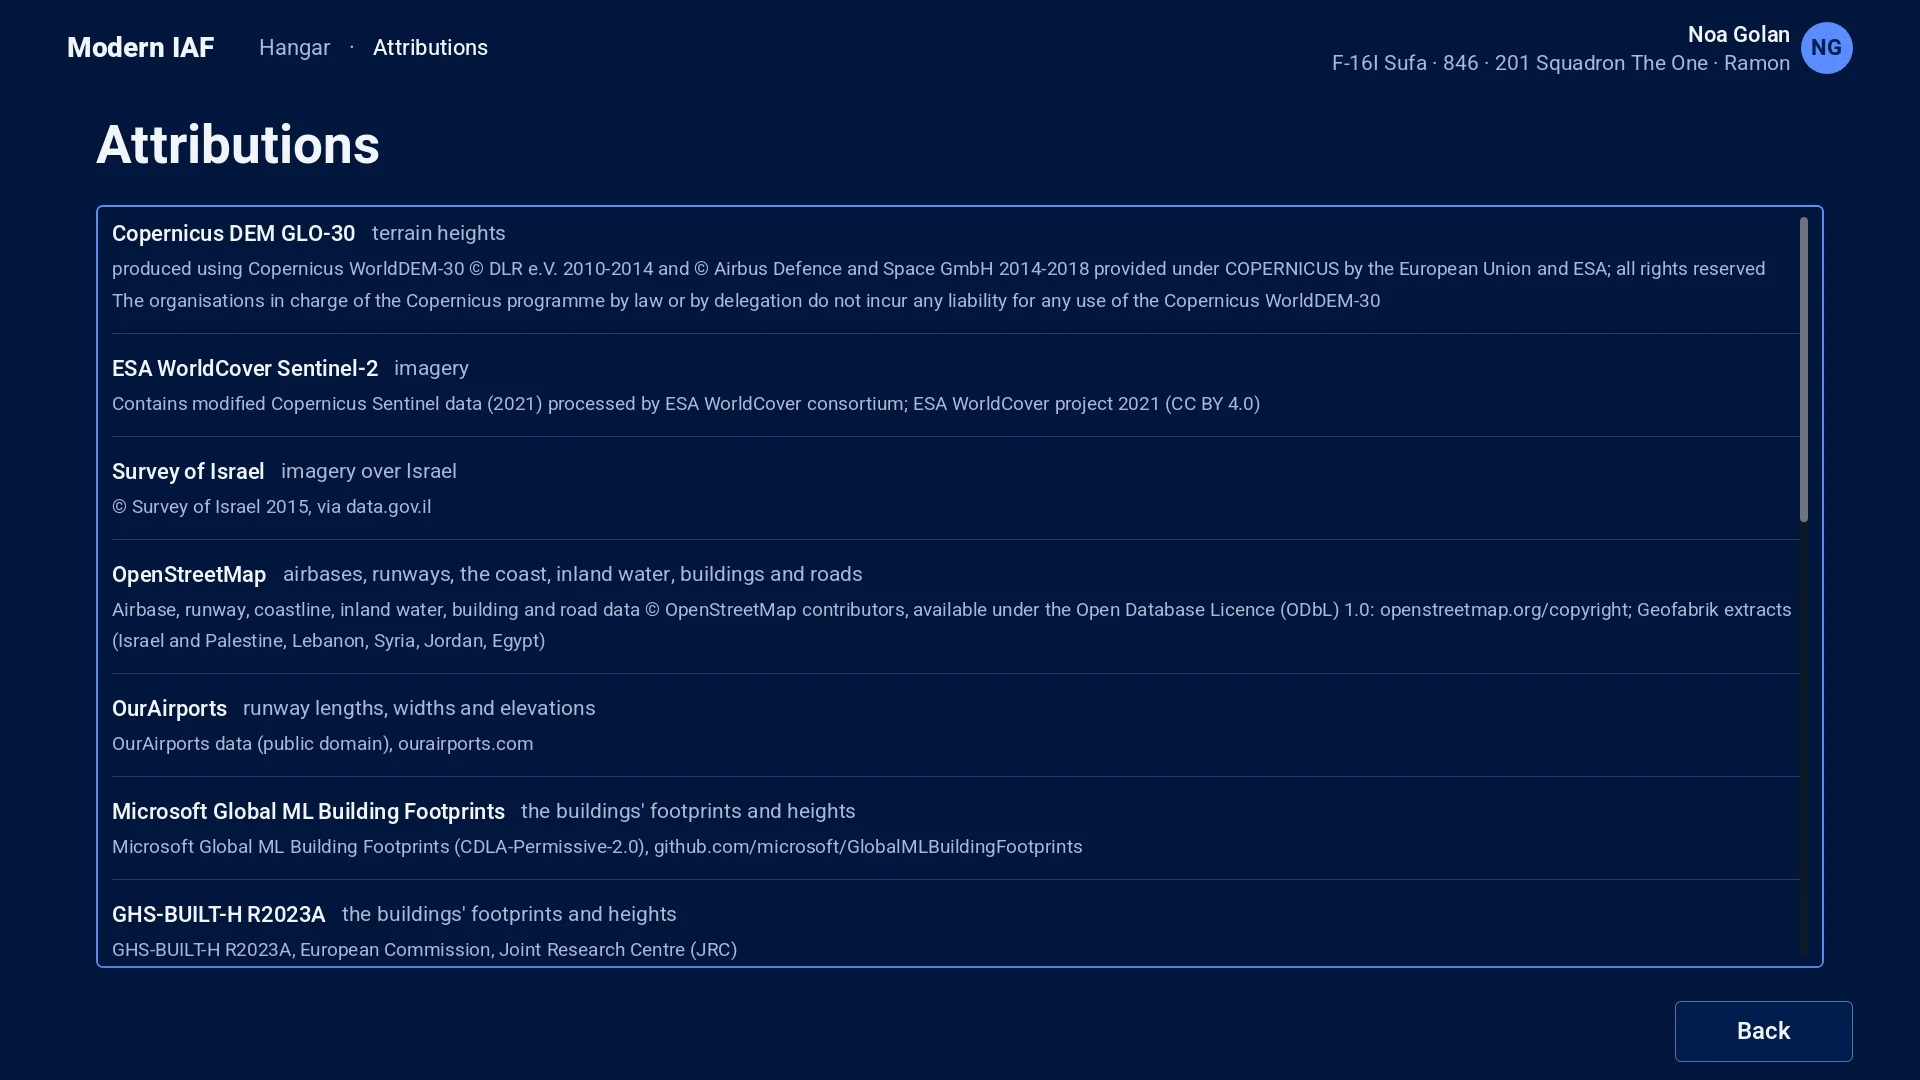 Modern IAF
Hangar · Attributions
Noa Golan
F-16I Sufa · 846 · 201 Squadron The One · Ramon
NG
Attributions
Copernicus DEM GLO-30 terrain heights
produced using Copernicus WorldDEM-30 © DLR e.V. 2010-2014 and © Airbus Defence and Space GmbH 2014-2018 provided under COPERNICUS by the European Union and ESA; all rights reserved
The organisations in charge of the Copernicus programme by law or by delegation do not incur any liability for any use of the Copernicus WorldDEM-30
ESA WorldCover Sentinel-2 imagery
Contains modified Copernicus Sentinel data (2021) processed by ESA WorldCover consortium; ESA WorldCover project 2021 (CC BY 4.0)
Survey of Israel imagery over Israel
© Survey of Israel 2015, via data.gov.il
OpenStreetMap airbases, runways, the coast, inland water, buildings and roads
Airbase, runway, coastline, inland water, building and road data © OpenStreetMap contributors, available under the Open Database Licence (ODbL) 1.0: openstreetmap.org/copyright; Geofabrik extracts
(Israel and Palestine, Lebanon, Syria, Jordan, Egypt)
OurAirports runway lengths, widths and elevations
OurAirports data (public domain), ourairports.com
Microsoft Global ML Building Footprints the buildings' footprints and heights
Microsoft Global ML Building Footprints (CDLA-Permissive-2.0), github.com/microsoft/GlobalMLBuildingFootprints
GHS-BUILT-H R2023A the buildings' footprints and heights
GHS-BUILT-H R2023A, European Commission, Joint Research Centre (JRC)
Back